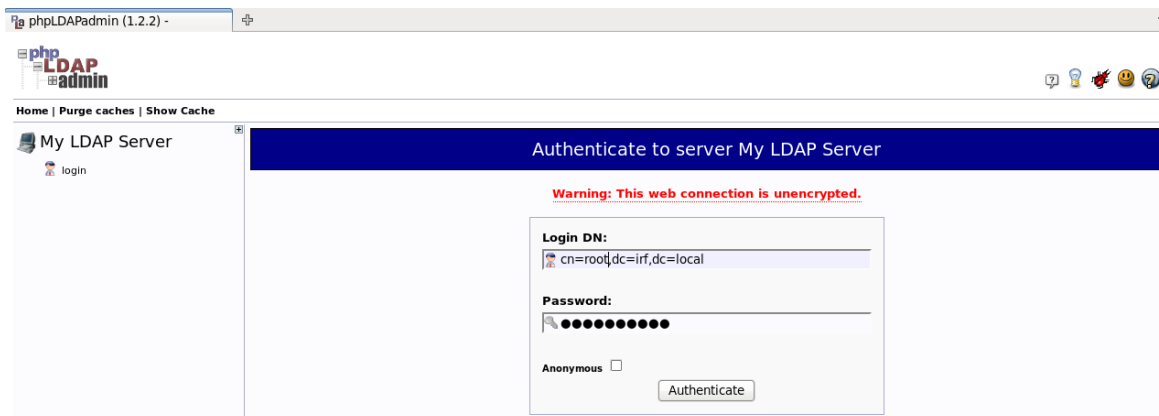 phpLDAPadmin (1.2.2) -
php
LDAP
admin
Home | Purge caches | Show Cache
My LDAP Server
login
Authenticate to server My LDAP Server
Warning: This web connection is unencrypted.
Login DN:
cn=root,dc=irf,dc=local
Password:
●●●●●●●●●●
Anonymous
Authenticate